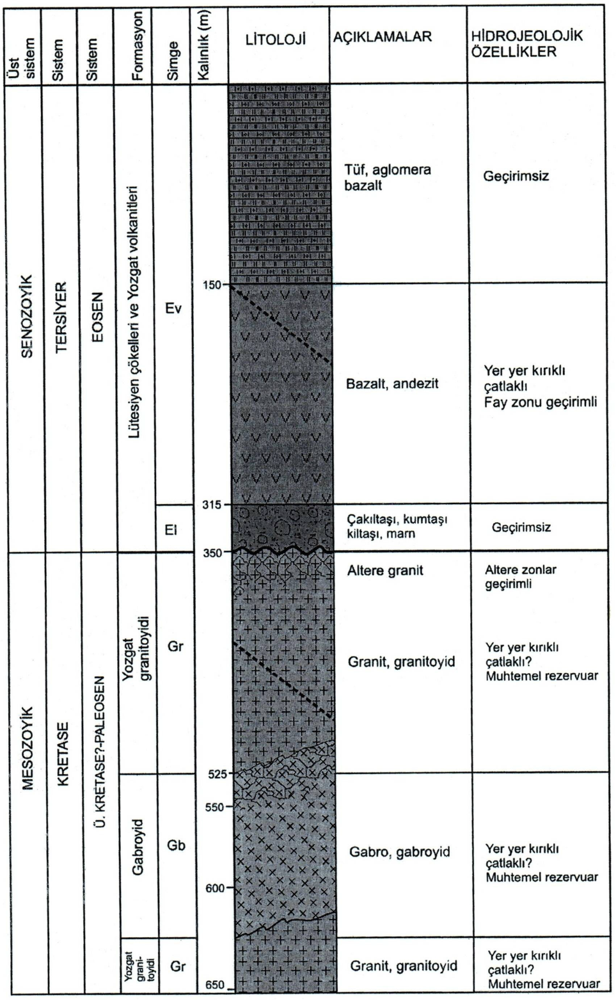 Üst
sistem
Sistem
Sistem
Formasyon
Simge
Kalınlık (m)
LİTOLOJİ
AÇIKLAMALAR
HİDROJEOLOJİK
ÖZELLİKLER
SENOZOYİK
TERSİYER
EOSEN
Lütesiyen çökelleri ve Yozgat volkanitleri
Ev
Tüf, aglomera
bazalt
Geçirimsiz
150
Bazalt, andezit
Yer yer kırıklı
çatlaklı
Fay zonu geçirimli
315
El
Çakıltaşı, kumtaşı
kiltaşı, marn
Geçirimsiz
350
MESOZOYİK
KRETASE
Ü. KRETASE?-PALEOSEN
Yozgat
granitoyidi
Gr
Altere granit
Altere zonlar
geçirimli
Granit, granitoyid
Yer yer kırıklı
çatlaklı?
Muhtemel rezervuar
525
550
Gabroyid
Gb
Gabro, gabroyid
Yer yer kırıklı
çatlaklı?
Muhtemel rezervuar
600
Yozgat
grani-
toyidi
Gr
Granit, granitoyid
Yer yer kırıklı
çatlaklı?
Muhtemel rezervuar
650